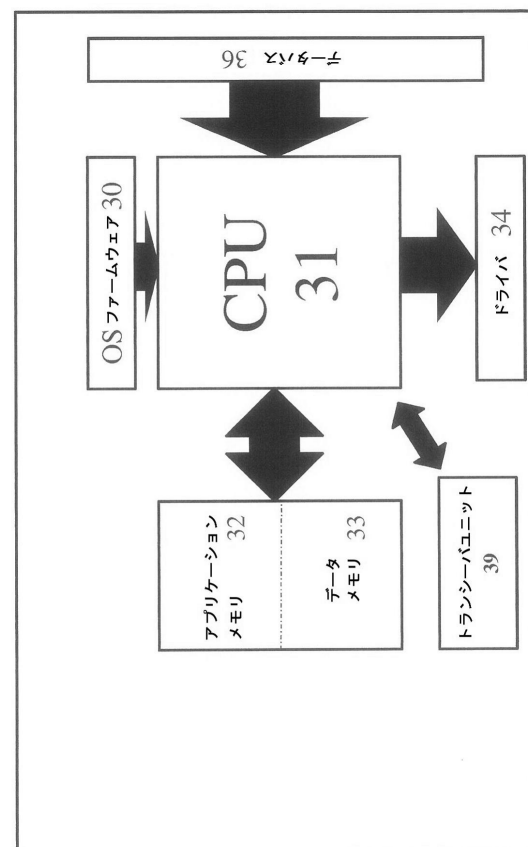 データバス 36
OS ファームウェア 30
CPU
31
ドライバ 34
アプリケーション
メモリ 32
データ
メモリ 33
トランシーバユニット
39